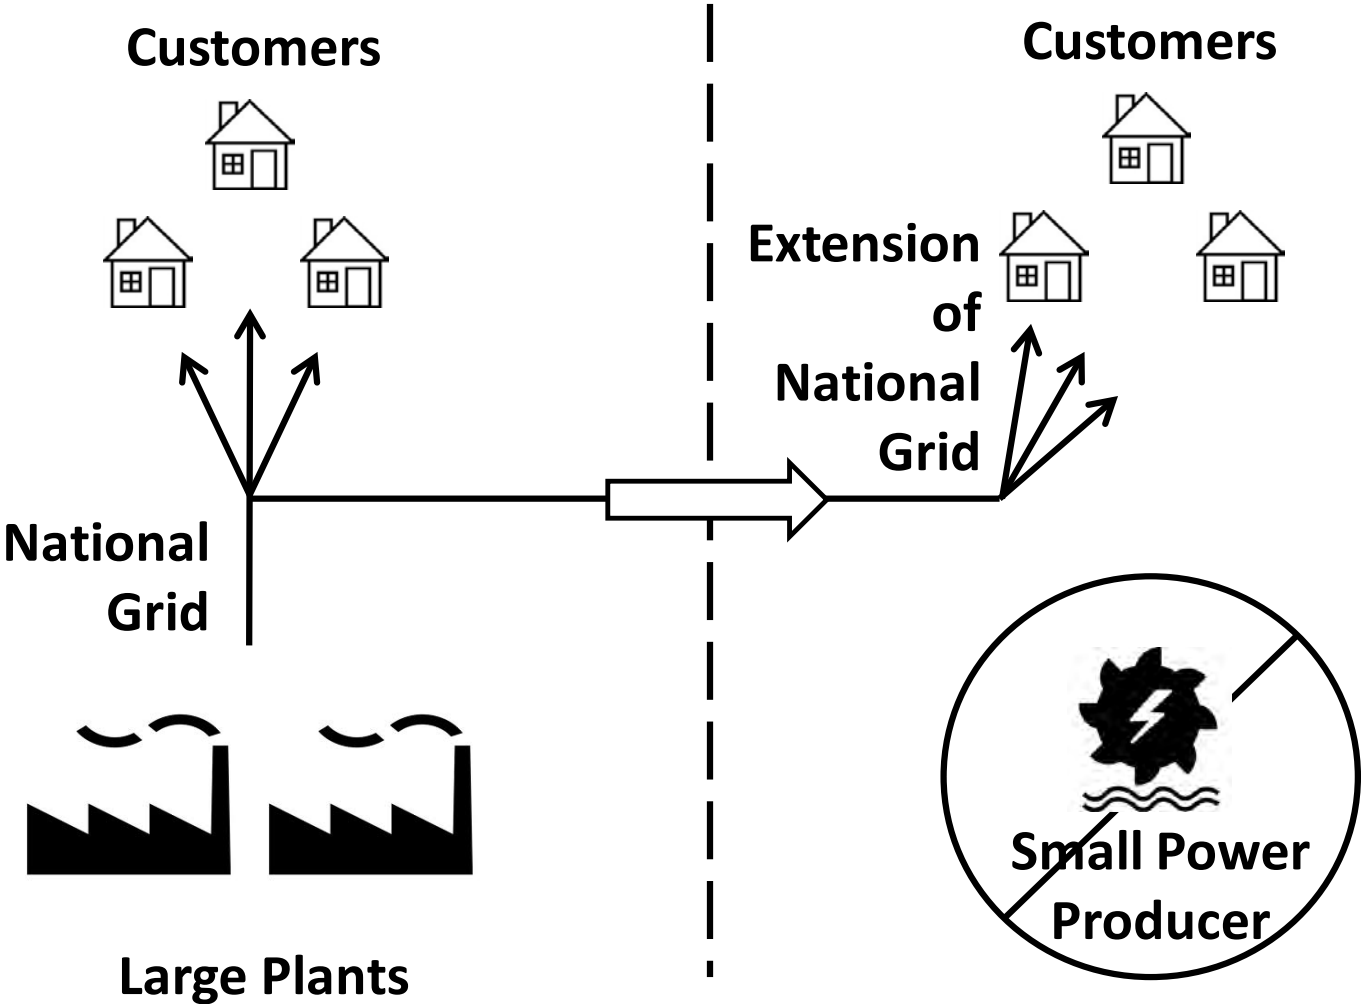 Customers
National
Grid
Large Plants
Customers
Extension
of
National
Grid
Small Power
Producer